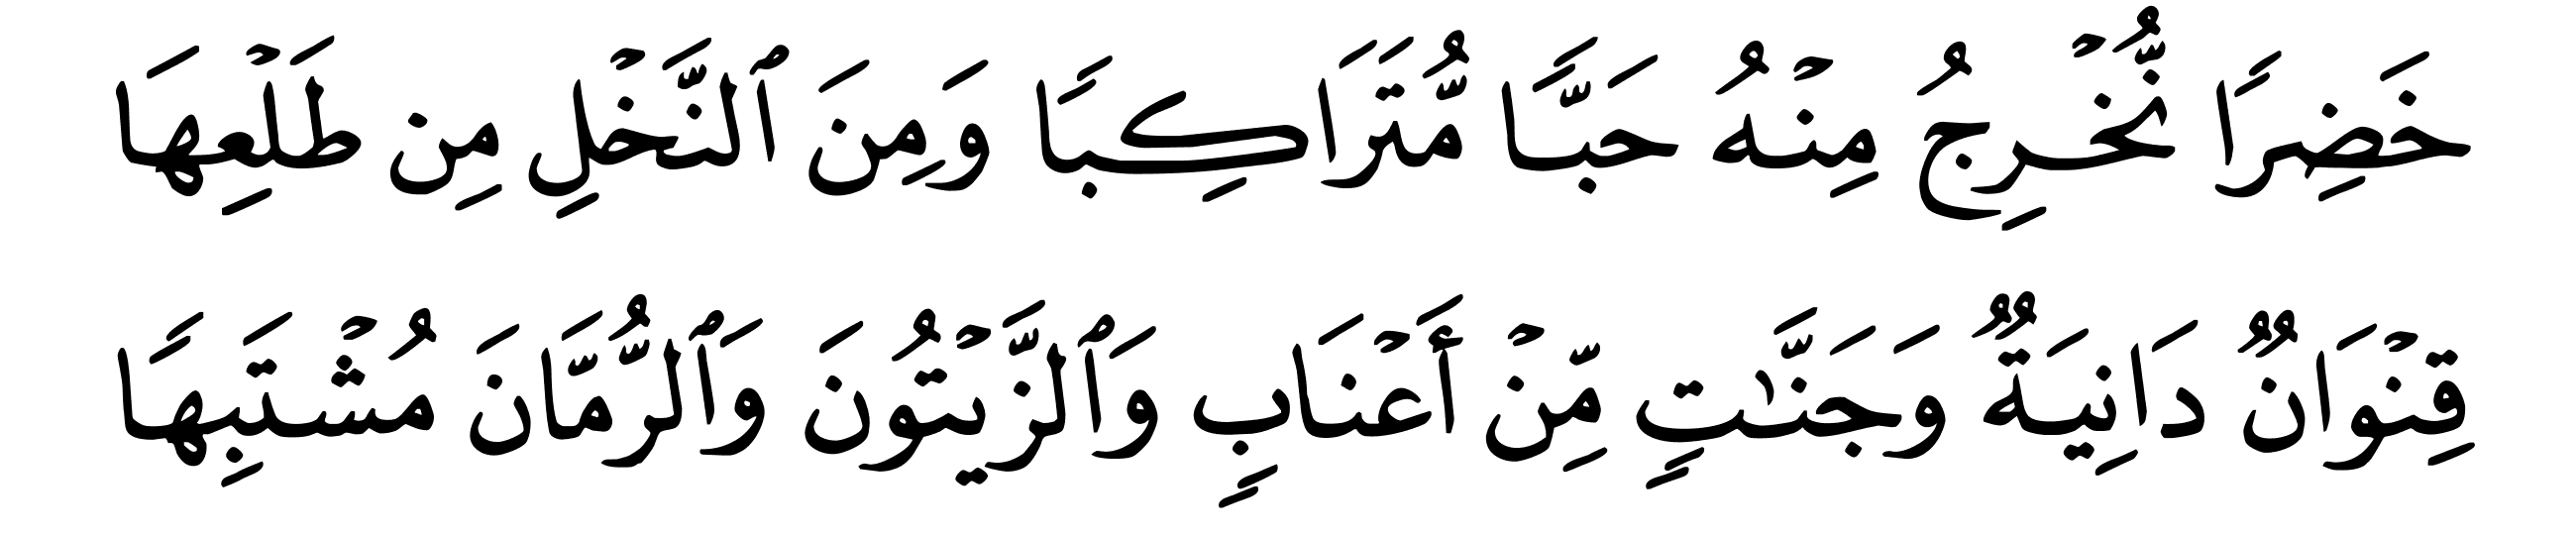 خَضِرًا نُّخۡرِجُ مِنۡهُ حَبًّا مُّتَرَاكِبًا وَمِنَ ٱلنَّخۡلِ مِن طَلۡعِهَا
قِنۡوَانٌ دَانِيَةٌ وَجَنَّٰتٍ مِّنۡ أَعۡنَابٍ وَٱلزَّيۡتُونَ وَٱلرُّمَّانَ مُشۡتَبِهًا